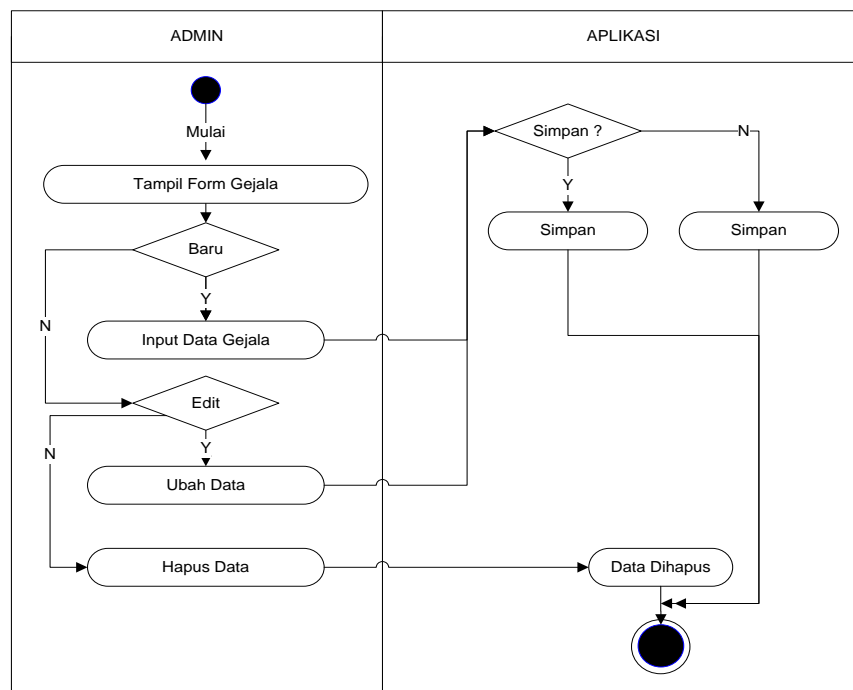 ADMIN
APLIKASI
Mulai
Simpan ?
N
Tampil Form Gejala
Y
Simpan
Simpan
Baru
Y
N
Input Data Gejala
Edit
Y
N
Ubah Data
Hapus Data
Data Dihapus